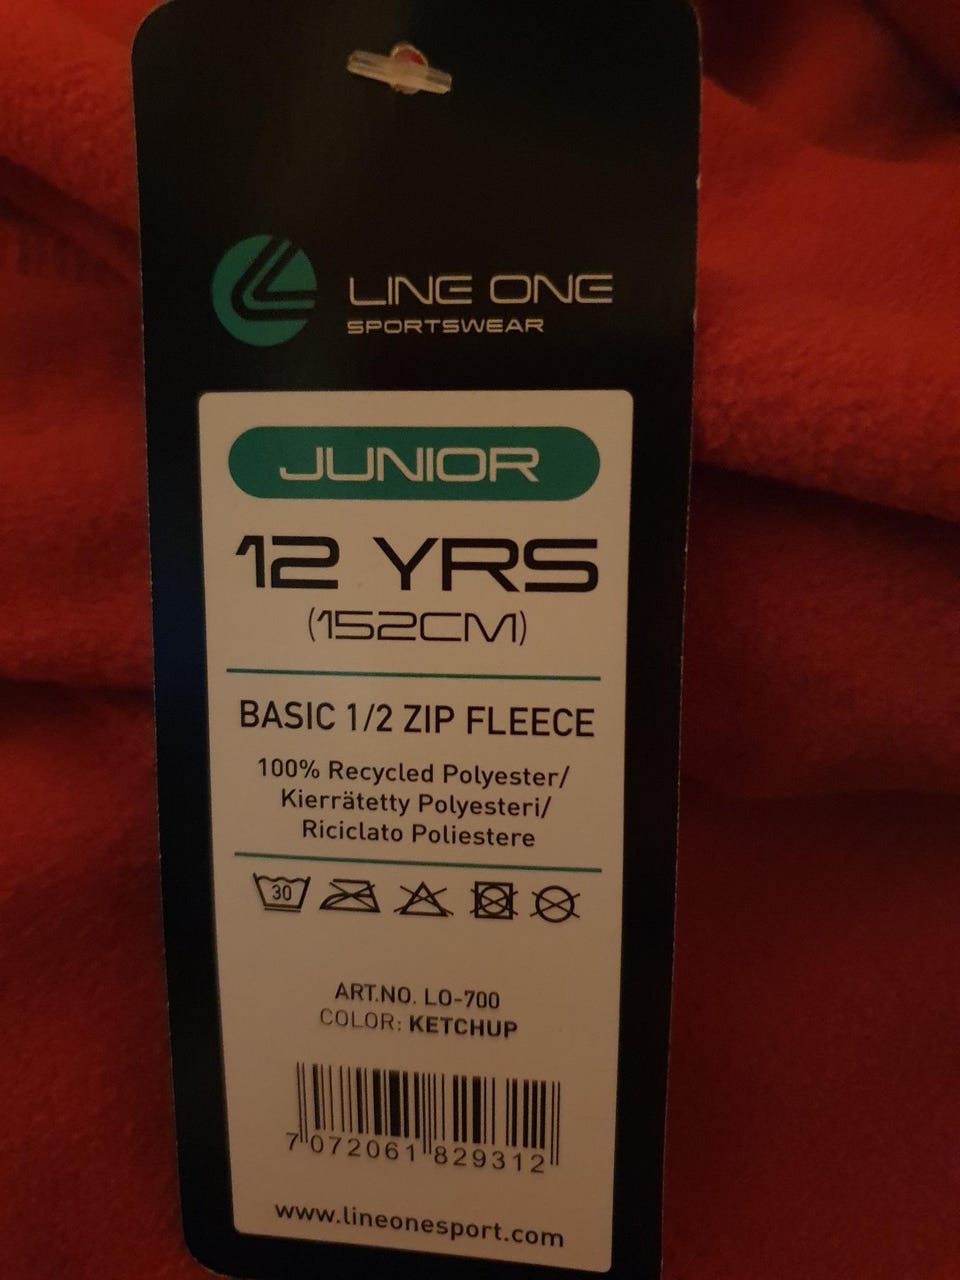 LINE ONE
SPORTSWEAR
JUNIOR
12 YRS
(152CM)
BASIC 1/2 ZIP FLEECE
100% Recycled Polyester/
Kierrätetty Polyesteri/
Riciclato Poliestere
30
ART.NO. LO-700
COLOR: KETCHUP
7 072061 829312
www.lineonesport.com